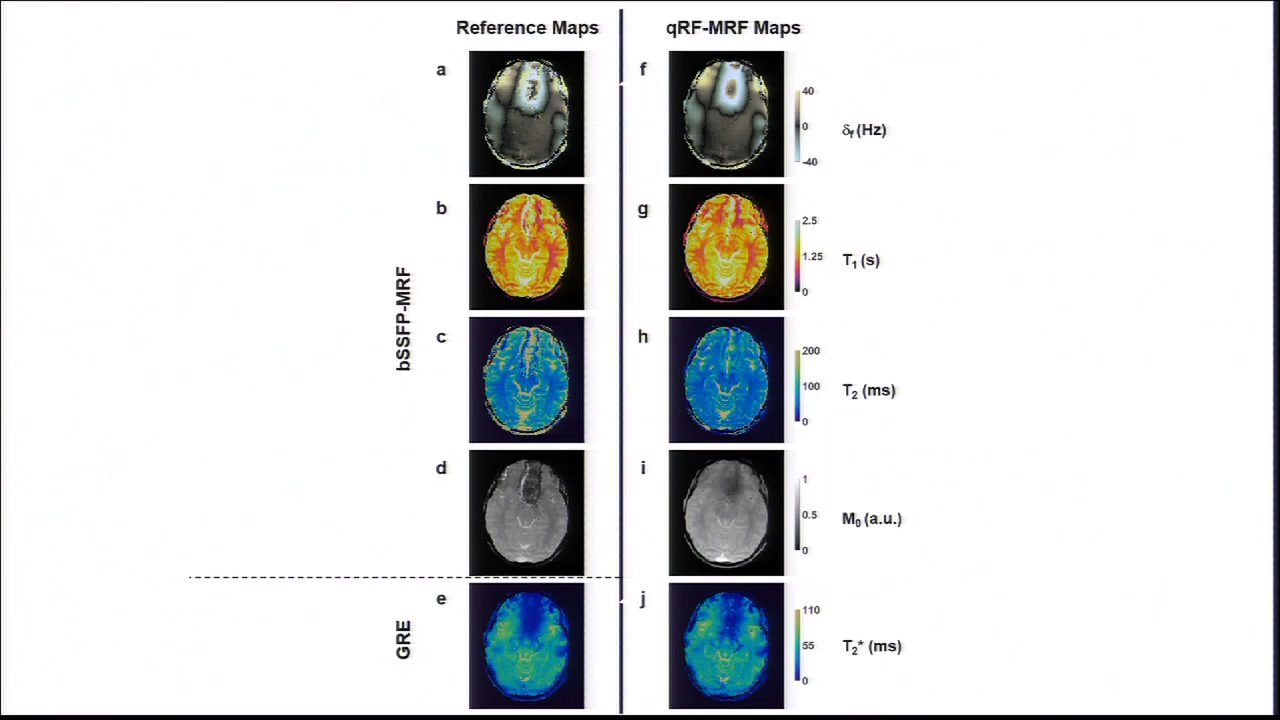 Reference Maps
qRF-MRF Maps
a
f
40
0
-40
δf (Hz)
b
g
2.5
1.25
0
T1 (s)
bSSFP-MRF
c
h
200
100
0
T2 (ms)
d
i
1
0.5
0
M0 (a.u.)
GRE
e
j
110
55
0
T2* (ms)